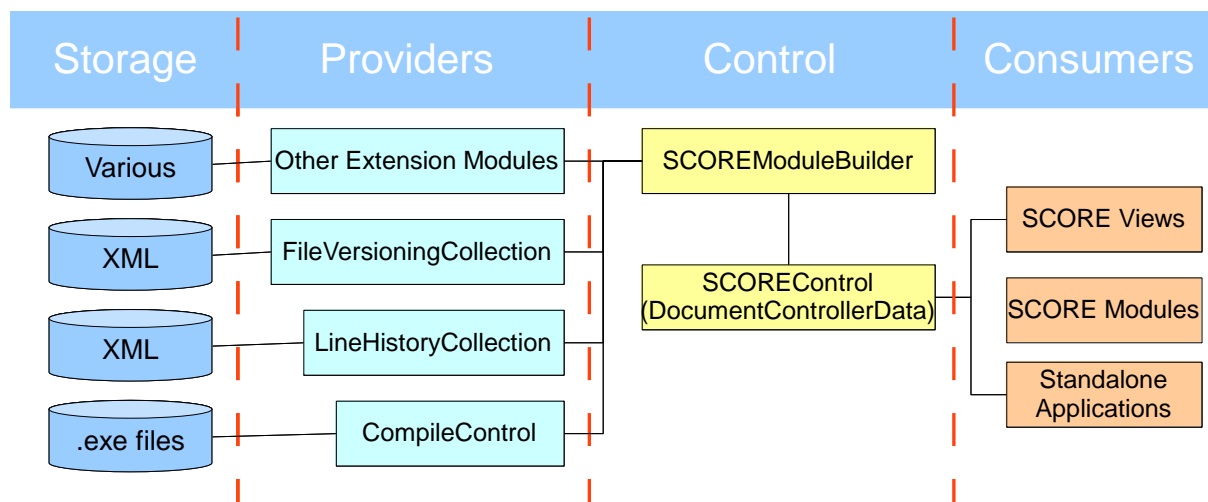 Storage
Providers
Control
Consumers
Various
Other Extension Modules
SCOREModuleBuilder
XML
FileVersioningCollection
SCORE Views
SCOREControl
(DocumentControllerData)
XML
LineHistoryCollection
SCORE Modules
.exe files
CompileControl
Standalone
Applications